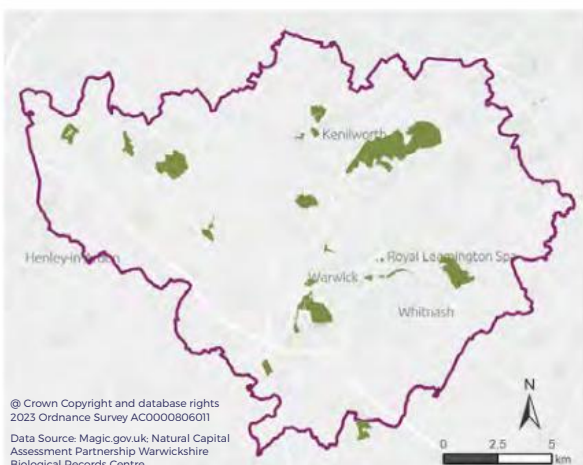 Kenilworth
Henley-in-Arden
Royal Leamington Spa
Warwick
Whitnash
N
@ Crown Copyright and database rights
2023 Ordnance Survey AC0000806011
Data Source: Magic.gov.uk; Natural Capital
Assessment Partnership Warwickshire
Biological Records Centre
0 2.5 5
km